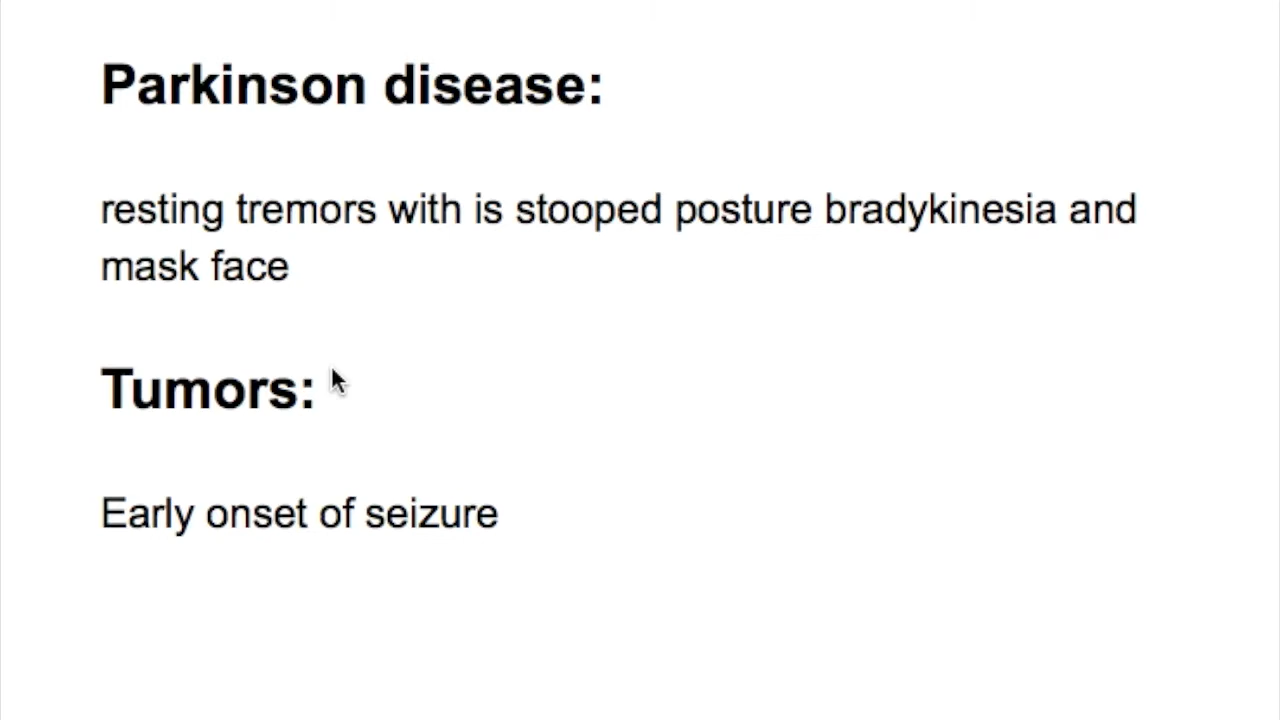 Parkinson disease:
resting tremors with is stooped posture bradykinesia and
mask face
Tumors:
Early onset of seizure